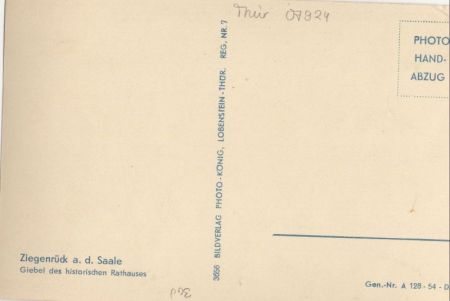 Thür 07924
PHOTO
HAND-
ABZUG
3656 BILDVERLAG PHOTO-KÖNIG, LOBENSTEIN-THÜR. REG. NR. 7
Ziegenrück a. d. Saale
Giebel des historischen Rathauses
Gen.-Nr. A 128 - 54 - D